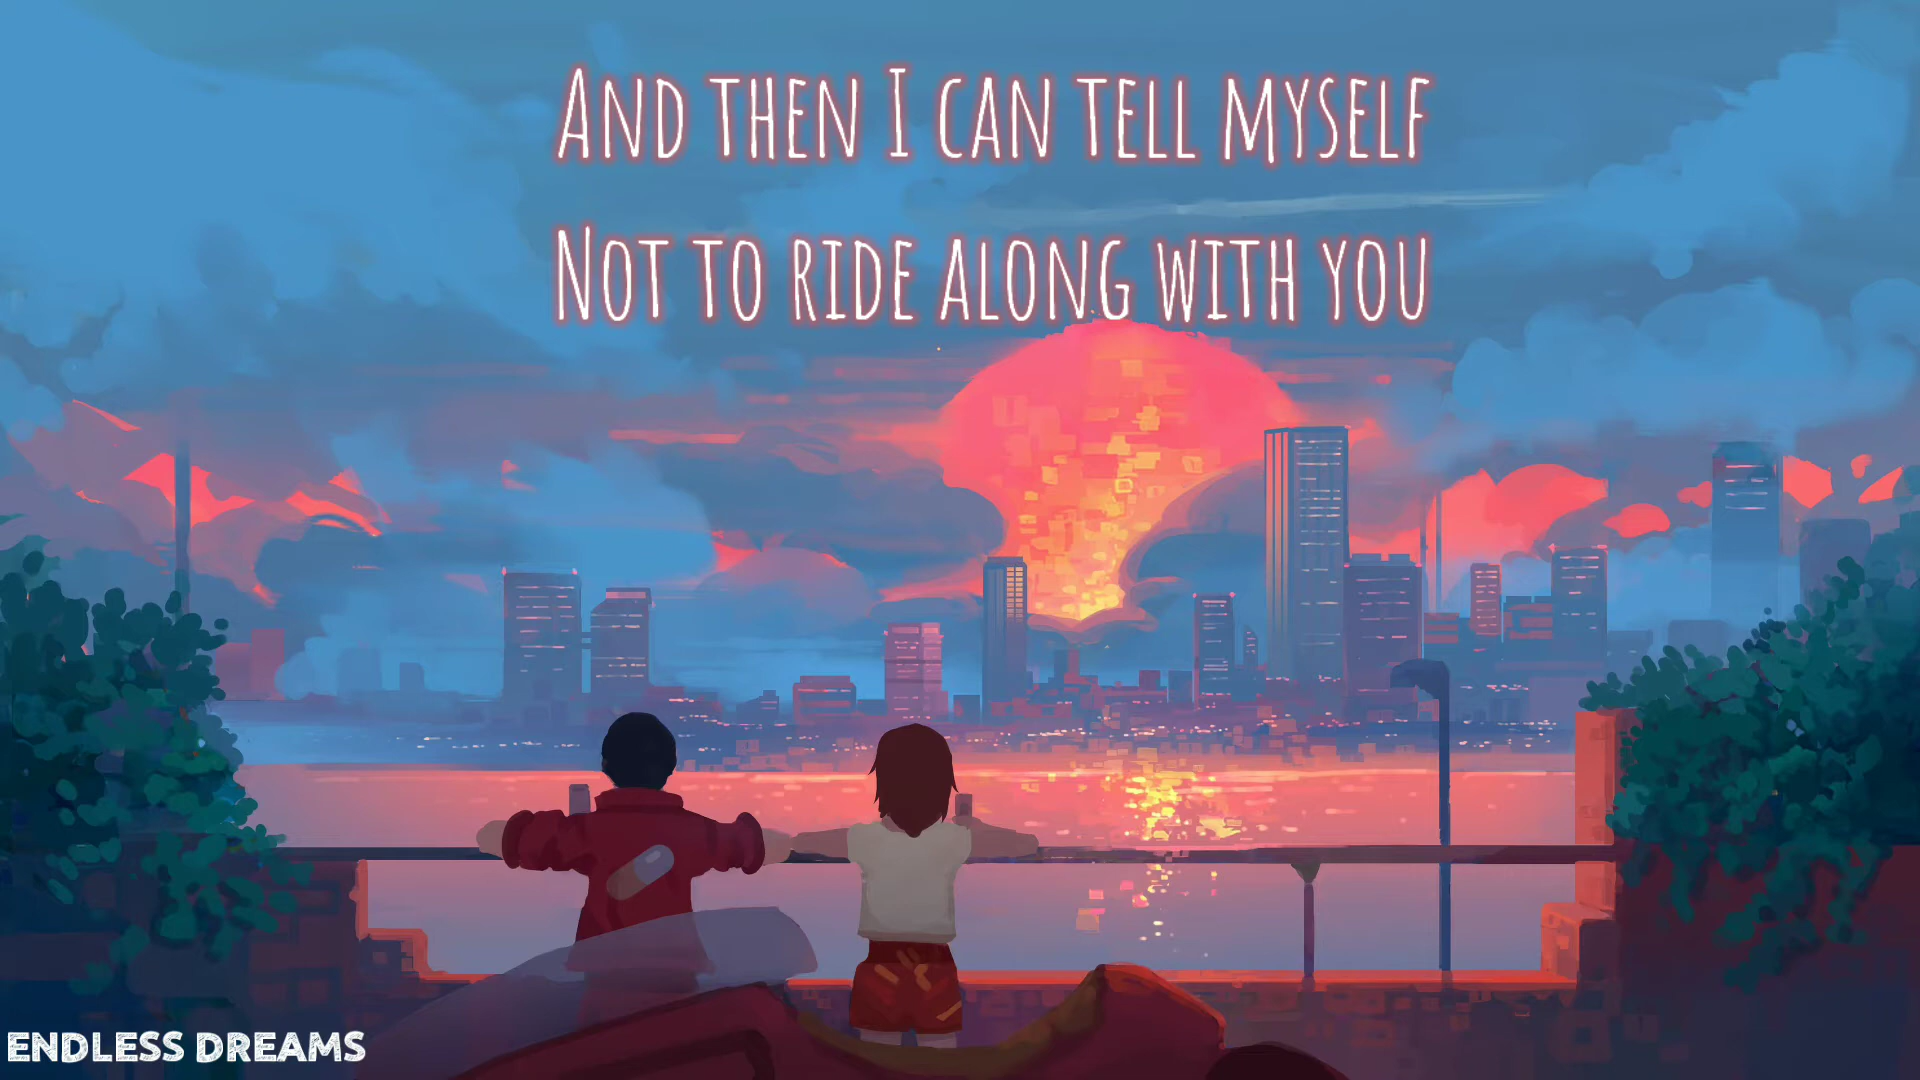 And then I can tell myself
Not to ride along with you
ENDLESS DREAMS